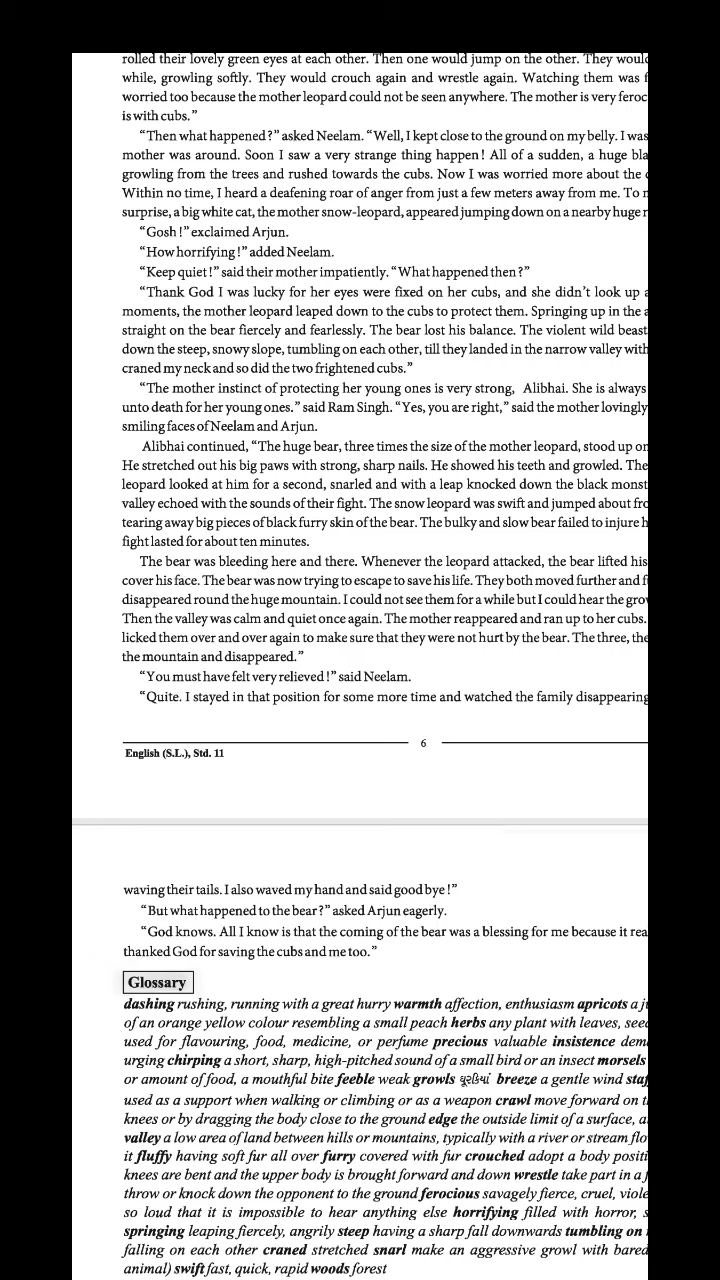 rolled their lovely green eyes at each other. Then one would jump on the other. They would
while, growling softly. They would crouch again and wrestle again. Watching them was
worried too because the mother leopard could not be seen anywhere. The mother is very
is with cubs.”
“Then what happened ?” asked Neelam. “Well, I kept close to the ground on my belly. I was
mother was around. Soon I saw a very strange thing happen ! All of a sudden, a huge
growling from the trees and rushed towards the cubs. Now I was worried more about the
Within no time, I heard a deafening roar of anger from just a few meters away from me. To
surprise, a big white cat, the mother snow-leopard, appeared jumping down on a nearby huge
“Gosh !” exclaimed Arjun.
“How horrifying !” added Neelam.
“Keep quiet !” said their mother impatiently. “What happened then ?”
“Thank God I was lucky for her eyes were fixed on her cubs, and she didn’t look up
moments, the mother leopard leaped down to the cubs to protect them. Springing up in the
straight on the bear fiercely and fearlessly. The bear lost his balance. The violent wild beast
down the steep, snowy slope, tumbling on each other, till they landed in the narrow valley with
craned my neck and so did the two frightened cubs.”
“The mother instinct of protecting her young ones is very strong, Alibhai. She is always
unto death for her young ones.” said Ram Singh. “Yes, you are right,” said the mother lovingly
smiling faces of Neelam and Arjun.
Alibhai continued, “The huge bear, three times the size of the mother leopard, stood up on
He stretched out his big paws with strong, sharp nails. He showed his teeth and growled. The
leopard looked at him for a second, snarled and with a leap knocked down the black
valley echoed with the sounds of their fight. The snow leopard was swift and jumped about
tearing away big pieces of black furry skin of the bear. The bulky and slow bear failed to injure
fight lasted for about ten minutes.
The bear was bleeding here and there. Whenever the leopard attacked, the bear lifted his
cover his face. The bear was now trying to escape to save his life. They both moved further and
disappeared round the huge mountain. I could not see them for a while but I could hear the
Then the valley was calm and quiet once again. The mother reappeared and ran up to her cubs.
licked them over and over again to make sure that they were not hurt by the bear. The three,
the mountain and disappeared.”
“You must have felt very relieved !” said Neelam.
“Quite. I stayed in that position for some more time and watched the family disappearing
6
English (S.L.), Std. 11
waving their tails. I also waved my hand and said good bye !”
“But what happened to the bear ?” asked Arjun eagerly.
“God knows. All I know is that the coming of the bear was a blessing for me because it
thanked God for saving the cubs and me too.”
Glossary
dashing rushing, running with a great hurry warmth affection, enthusiasm apricots a
of an orange yellow colour resembling a small peach herbs any plant with leaves,
used for flavouring, food, medicine, or perfume precious valuable insistence
urging chirping a short, sharp, high-pitched sound of a small bird or an insect morsels
or amount of food, a mouthful bite feeble weak growls ઘૂરકિયાં breeze a gentle wind
used as a support when walking or climbing or as a weapon crawl move forward on
knees or by dragging the body close to the ground edge the outside limit of a surface,
valley a low area of land between hills or mountains, typically with a river or stream
it fluffy having soft fur all over furry covered with fur crouched adopt a body
knees are bent and the upper body is brought forward and down wrestle take part in a
throw or knock down the opponent to the ground ferocious savagely fierce, cruel,
so loud that it is impossible to hear anything else horrifying filled with horror,
springing leaping fiercely, angrily steep having a sharp fall downwards tumbling on
falling on each other craned stretched snarl make an aggressive growl with bared
animal) swift fast, quick, rapid woods forest